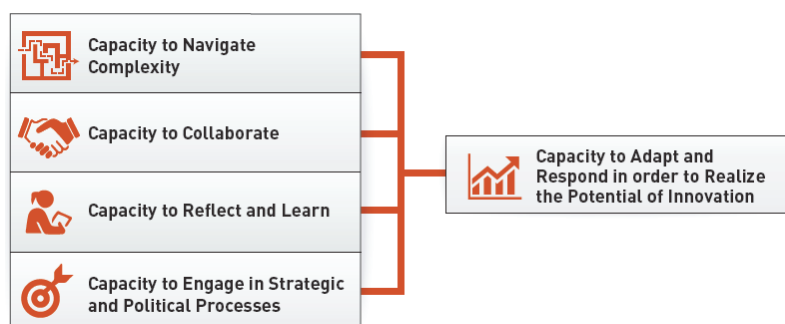 Capacity to Navigate
Complexity
Capacity to Collaborate
Capacity to Reflect and Learn
Capacity to Engage in Strategic
and Political Processes
Capacity to Adapt and
Respond in order to Realize
the Potential of Innovation